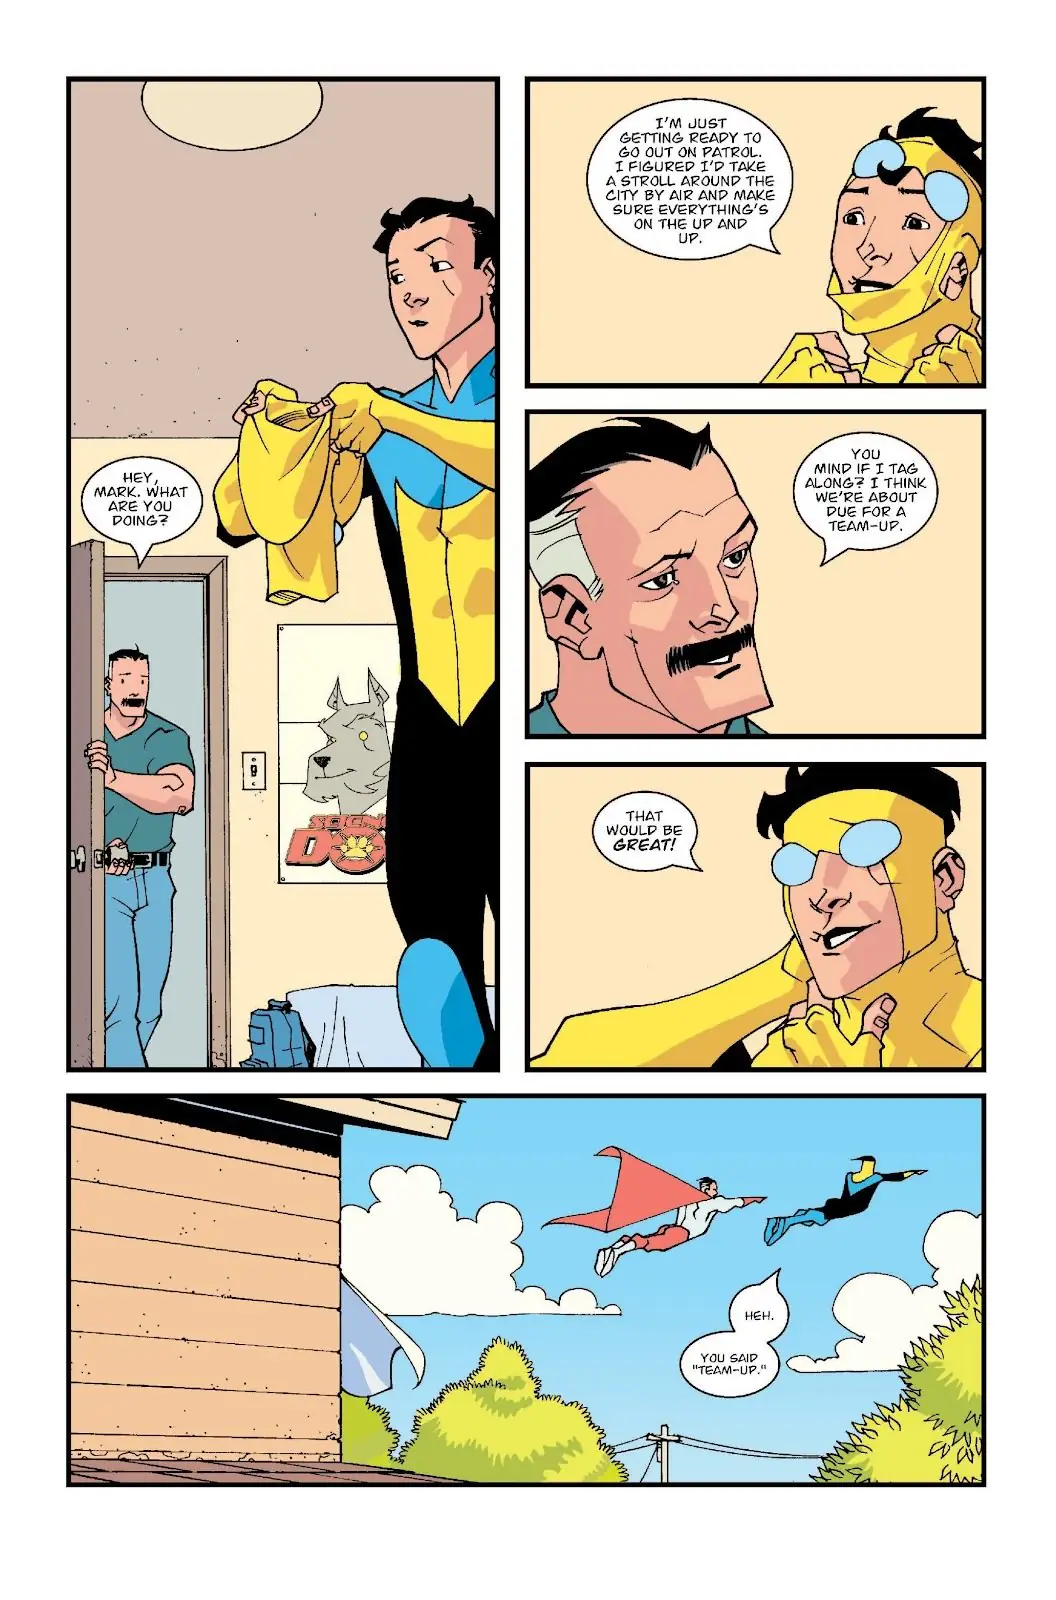 HEY,
MARK. WHAT
ARE YOU
DOING?
SCIENC
DO
I'M JUST
GETTING READY TO
GO OUT ON PATROL.
I FIGURED I'D TAKE
A STROLL AROUND THE
CITY BY AIR AND MAKE
SURE EVERYTHING'S
ON THE UP AND
UP.
YOU
MIND IF I TAG
ALONG? I THINK
WE'RE ABOUT
DUE FOR A
TEAM-UP.
THAT
WOULD BE
GREAT!
HEH.
YOU SAID
"TEAM-UP."